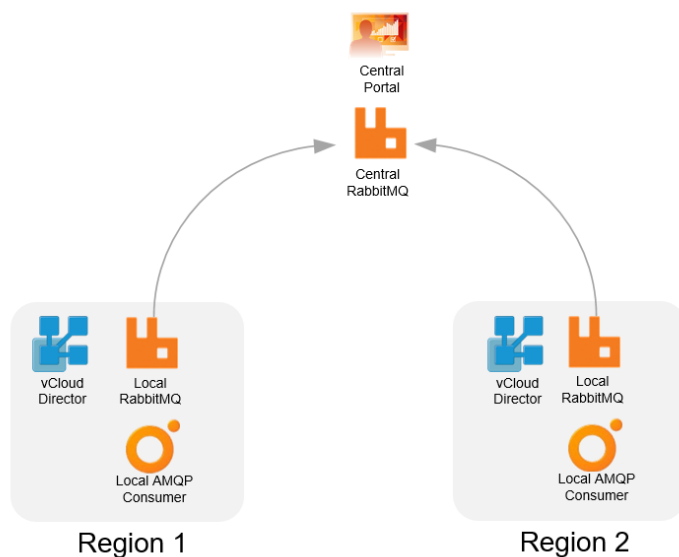 Central
Portal
Central
RabbitMQ
vCloud
Director
Local
RabbitMQ
Local AMQP
Consumer
Region 1
vCloud
Director
Local
RabbitMQ
Local AMQP
Consumer
Region 2